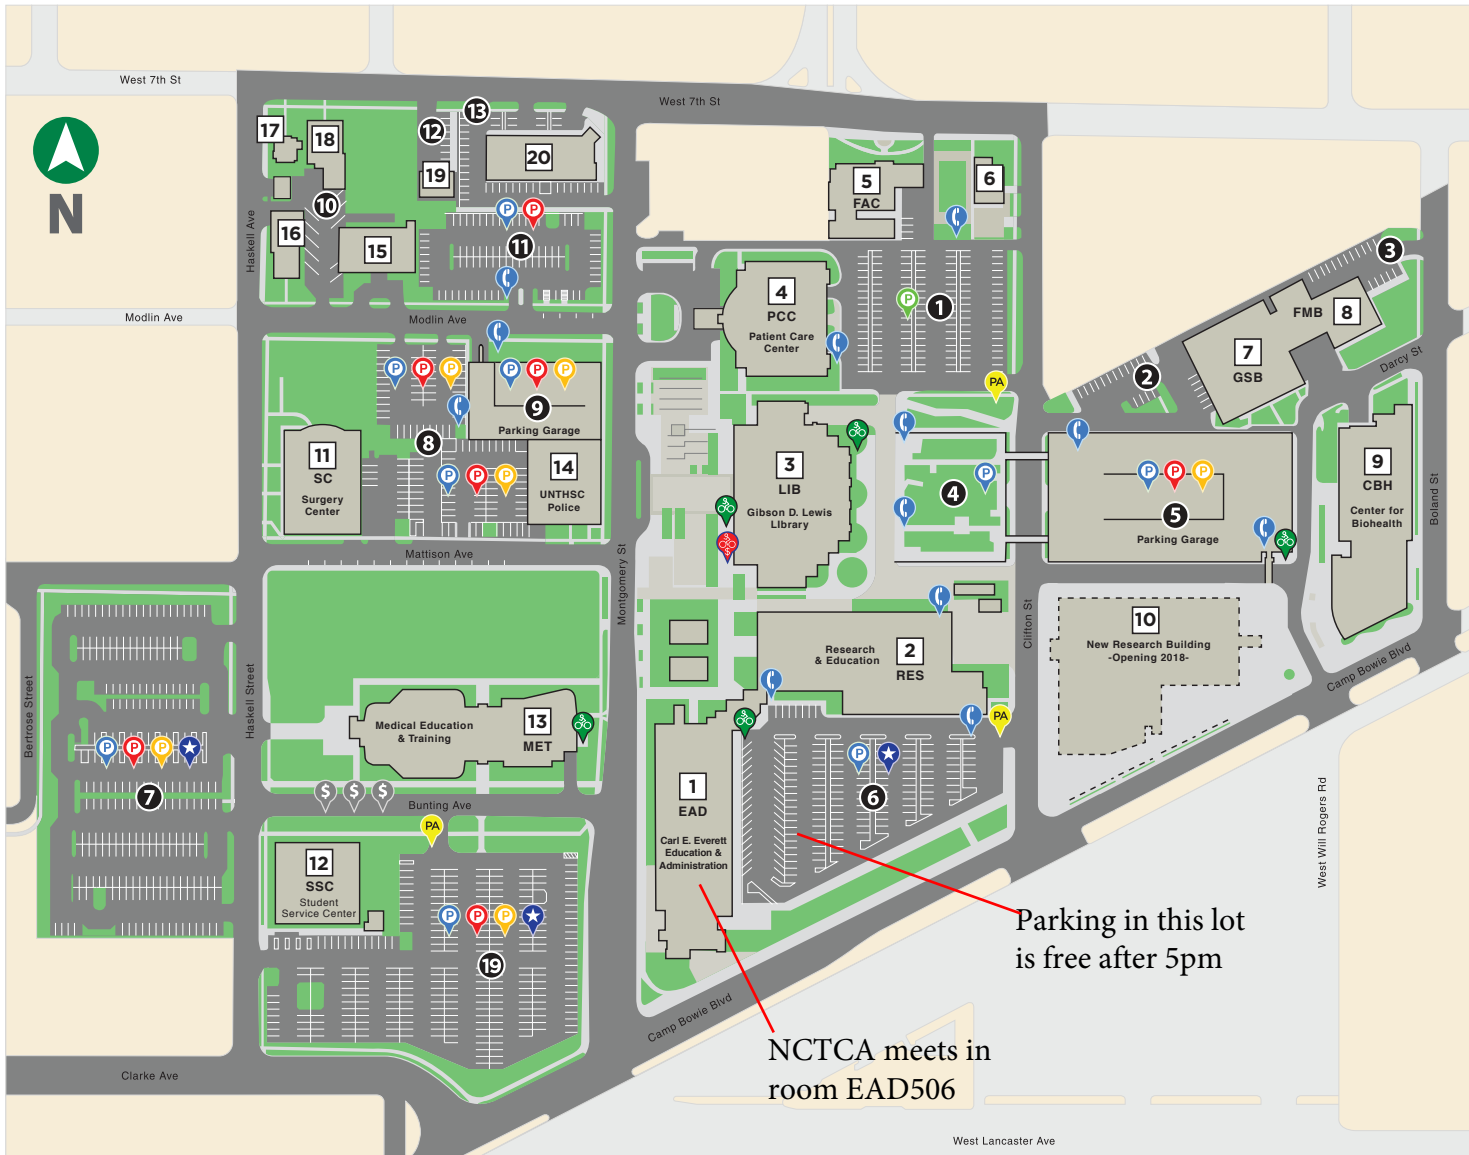 West 7th St
West 7th St
N
17
18
12
13
19
20
10
16
15
P
P
11
Haskell Ave
Modlin Ave
Modlin Ave
5
FAC
6
4
PCC
Patient Care
Center
P
1
3
FMB
8
7
GSB
Darcy St
2
PA
P
P
P
P
P
P
9
Parking Garage
8
11
SC
Surgery
Center
P
P
P
14
UNTHSC
Police
Mattison Ave
Montgomery St
3
LIB
Gibson D. Lewis
LIbrary
P
4
P
P
P
5
Parking Garage
9
CBH
Center for
Biohealth
Boland St
Clifton St
Research
& Education
2
RES
10
New Research Building
-Opening 2018-
Camp Bowie Blvd
Bertrose Street
Haskell Street
P
P
P
7
Medical Education
& Training
13
MET
$
$
$
Bunting Ave
PA
12
SSC
Student
Service Center
P
P
P
19
1
EAD
Carl E. Everett
Education &
Administration
P
6
PA
West Will Rogers Rd
Parking in this lot
is free after 5pm
Camp Bowie Blvd
NCTCA meets in
room EAD506
Clarke Ave
West Lancaster Ave